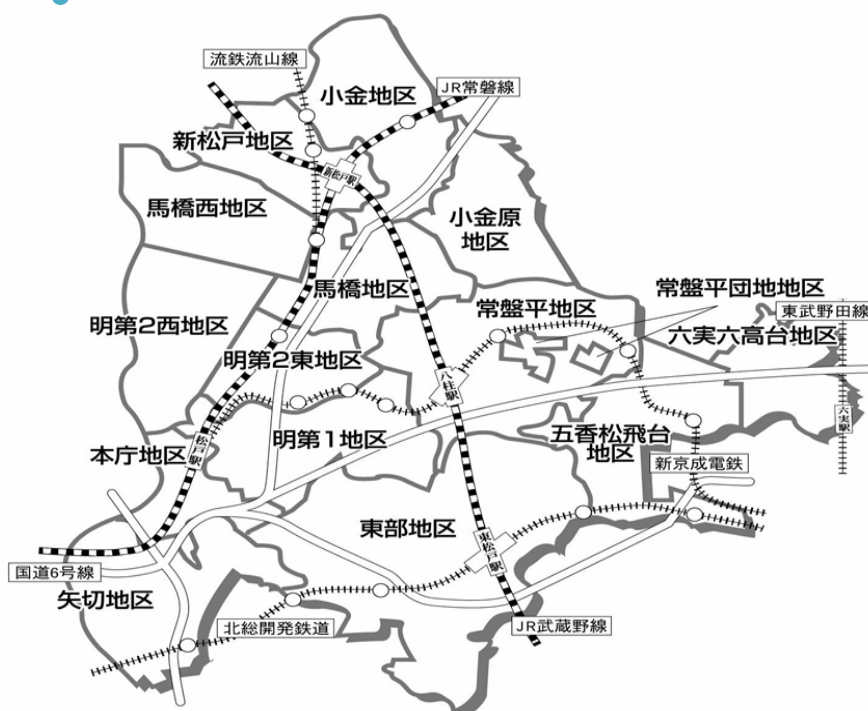 流鉄流山線
小金地区
JR常磐線
新松戸地区
新松戸駅
馬橋西地区
小金原
地区
馬橋地区
常盤平団地地区
常盤平地区
東武野田線
明第2西地区
六実六高台地区
明第2東地区
八柱駅
六実駅
五香松飛台
地区
明第1地区
本庁地区
松戸駅
新京成電鉄
東部地区
東松戸駅
国道6号線
矢切地区
北総開発鉄道
JR武蔵野線